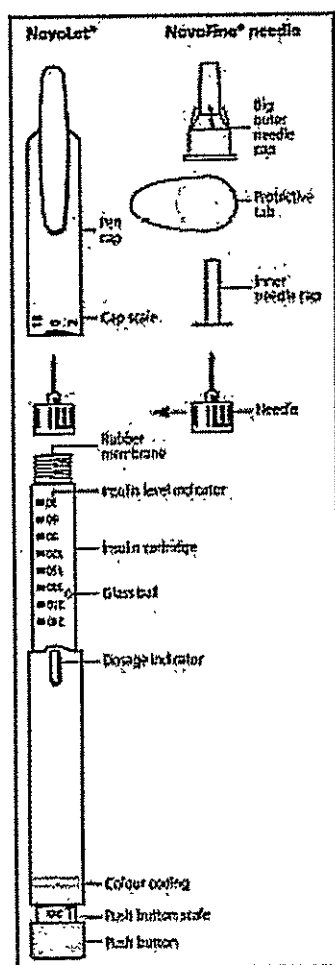 NovoLet®
NovoFine® needle
Big
outer
needle
cap
Protective
tab
Pen
cap
Inner
needle cap
Cap scale
Needle
Rubber
membrane
Insulin level indicator
Insulin cartridge
Glass ball
Dosage indicator
Colour coding
Push button scale
Push button